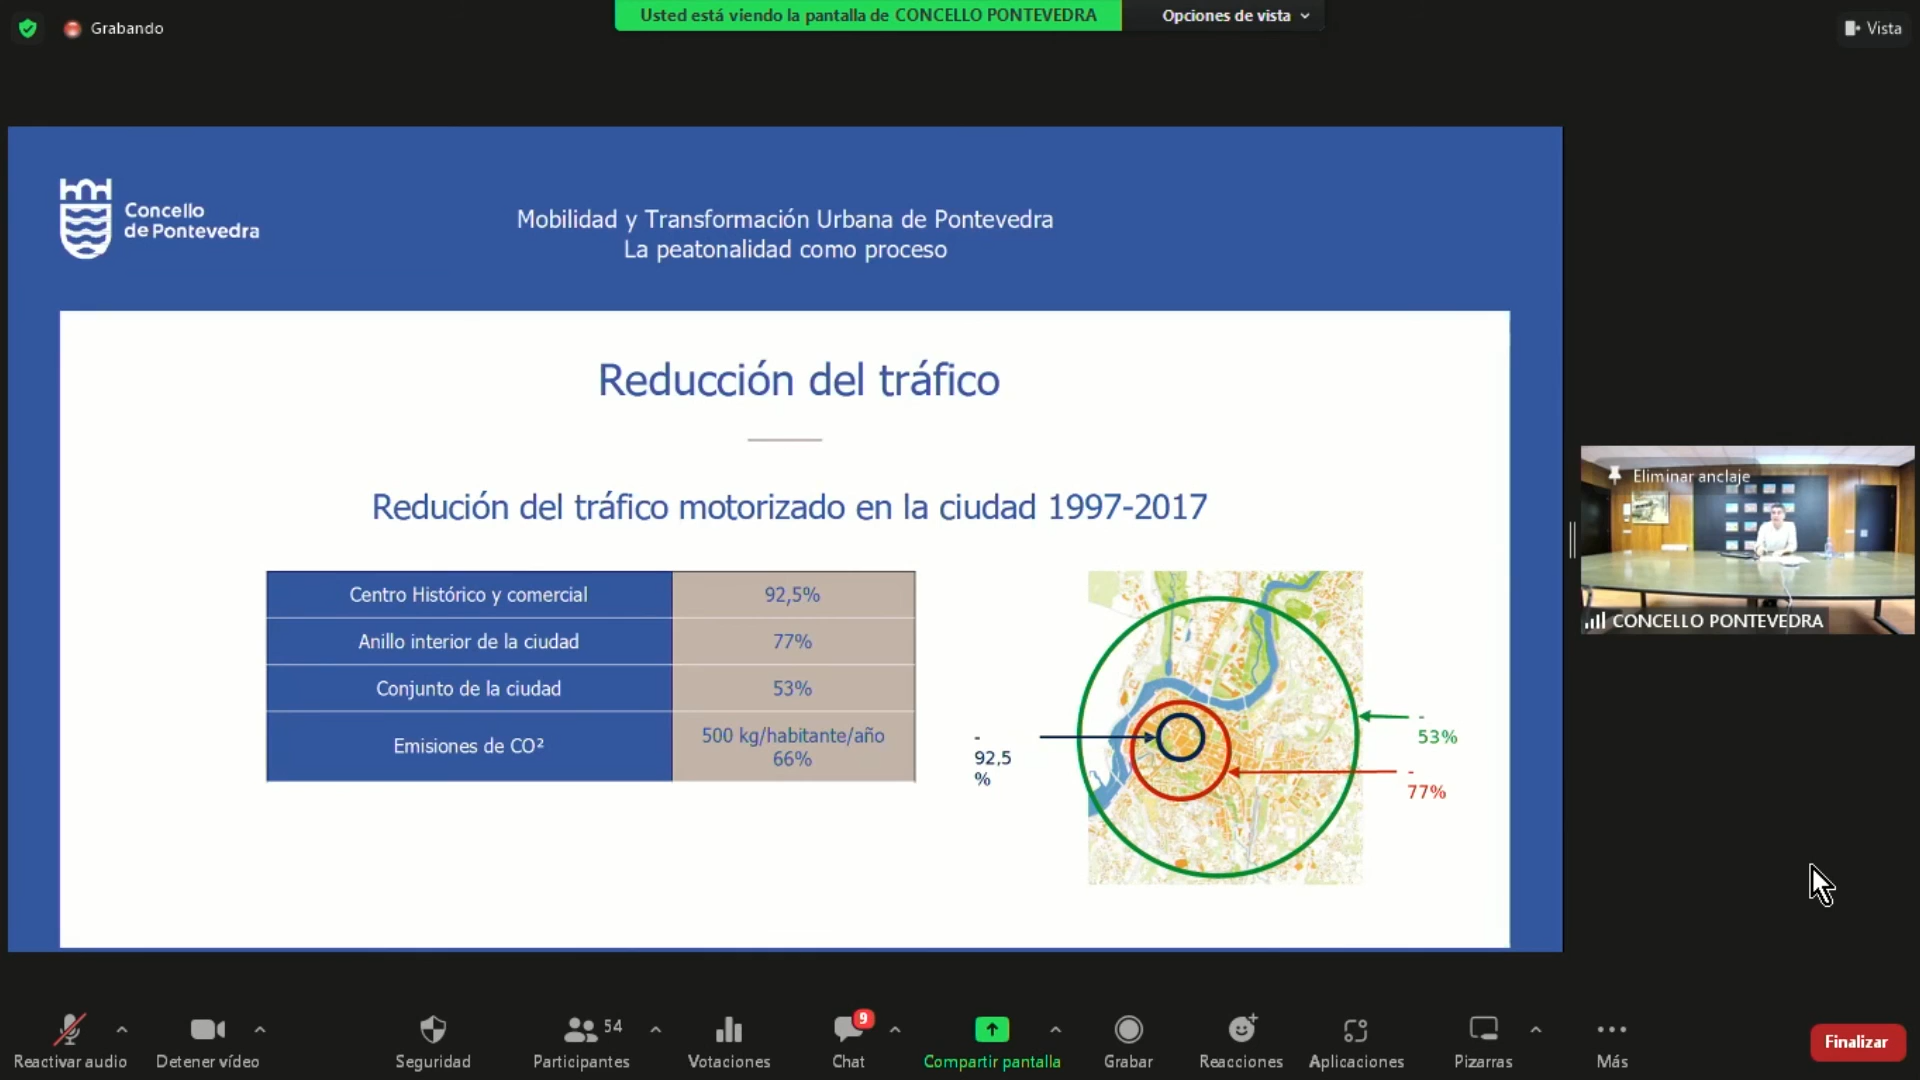 Usted está viendo la pantalla de CONCELLO PONTEVEDRA
Opciones de vista
Grabando
Vista
Concello
de Pontevedra
Mobilidad y Transformación Urbana de Pontevedra
La peatonalidad como proceso
Reducción del tráfico
Redución del tráfico motorizado en la ciudad 1997-2017
Centro Histórico y comercial 92,5%
Anillo interior de la ciudad 77%
Conjunto de la ciudad 53%
Emisiones de CO² 500 kg/habitante/año
66%
-
92,5
%
-
53%
-
77%
Eliminar anclaje
CONCELLO PONTEVEDRA
54
9
Reactivar audio
Detener vídeo
Seguridad
Participantes
Votaciones
Chat
Compartir pantalla
Grabar
Reacciones
Aplicaciones
Pizarras
Más
Finalizar